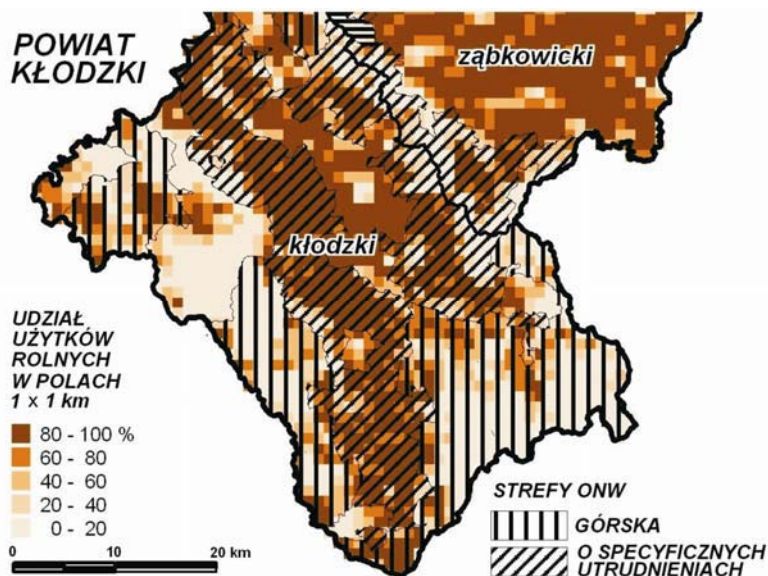 POWIAT
KŁODZKI
ząbkowicki
kłodzki
UDZIAŁ
UŻYTKÓW
ROLNYCH
W POLACH
1 x 1 km
80 - 100 %
60 - 80
40 - 60
20 - 40
0 - 20
0 10 20 km
STREFY ONW
GÓRSKA
O SPECYFICZNYCH
UTRUDNIENIACH